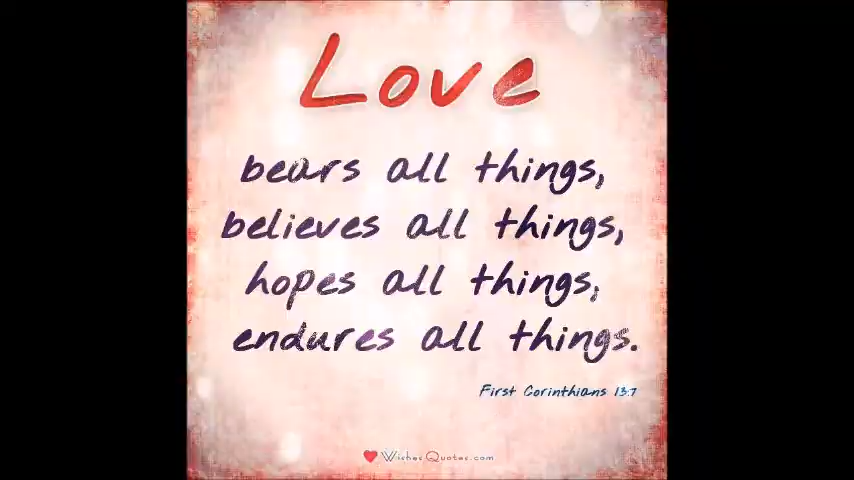 Love
bears all things,
believes all things,
hopes all things,
endures all things.
First Corinthians 13:7
WishesQuotes.com